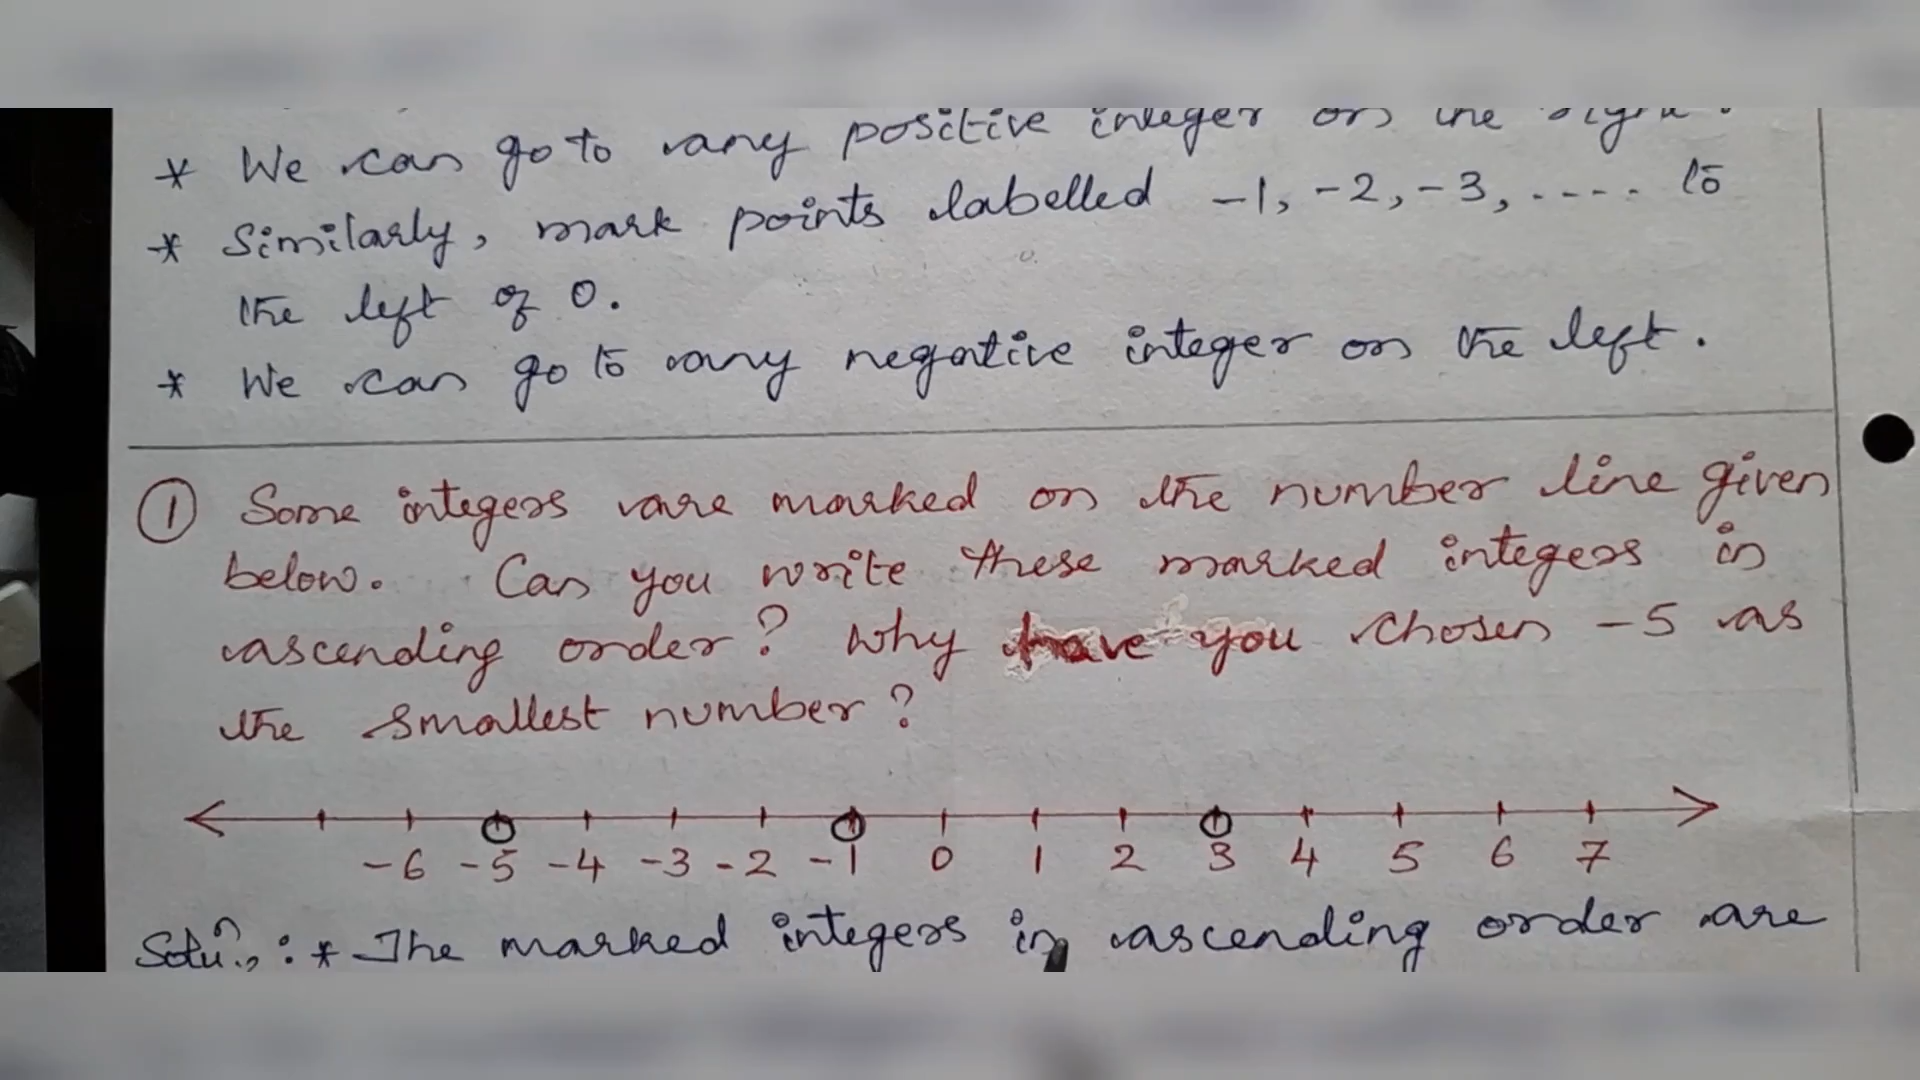 * We can go to any positive integer on the right.
* Similarly, mark points labelled -1, -2, -3, .... to
the left of 0.
* We can go to any negative integer on the left.
① Some integers are marked on the number line given
below. Can you write these marked integers in
ascending order? Why have you chosen -5 as
the smallest number?
-6 -5 -4 -3 -2 -1 0 1 2 3 4 5 6 7
Solu?.: * The marked integers in ascending order are